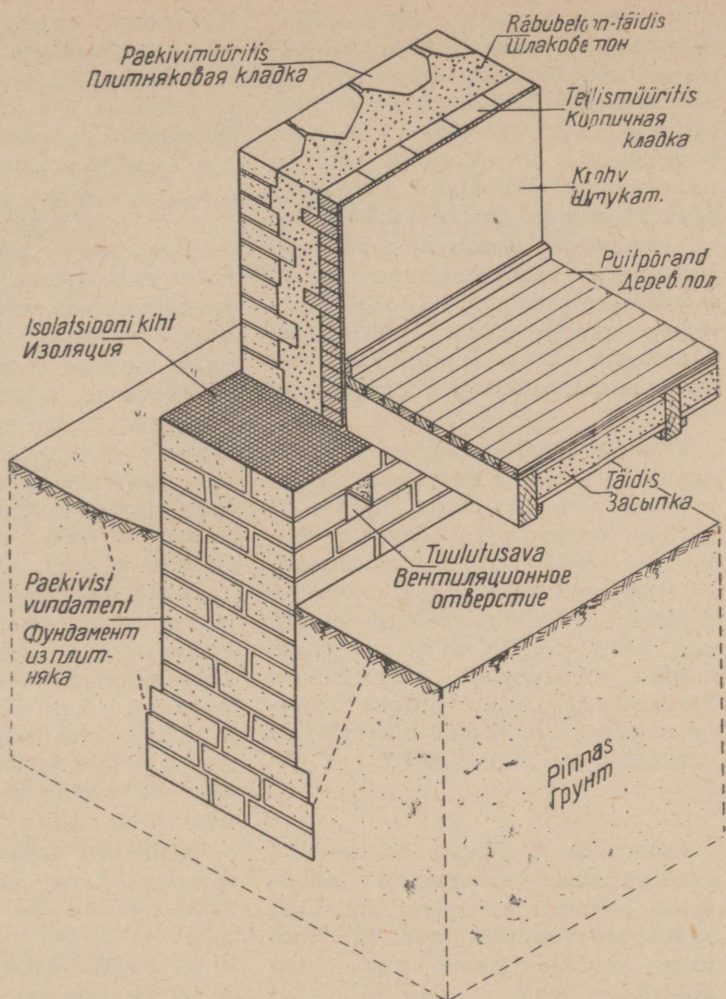 Räbubeton-täidis
Шлакобетон
Paekivimüüritis
Плитняковая кладка
Tellismüüritis
Кирпичная
кладка
Krohv
Штукат.
Puitpõrand
Дерев. пол
Isolatsiooni kiht
Изоляция
Täidis
Засыпка
Tuulutusava
Вентиляционное
отверстие
Paekivist
vundament
Фундамент
из плит-
няка
Pinnas
Грунт